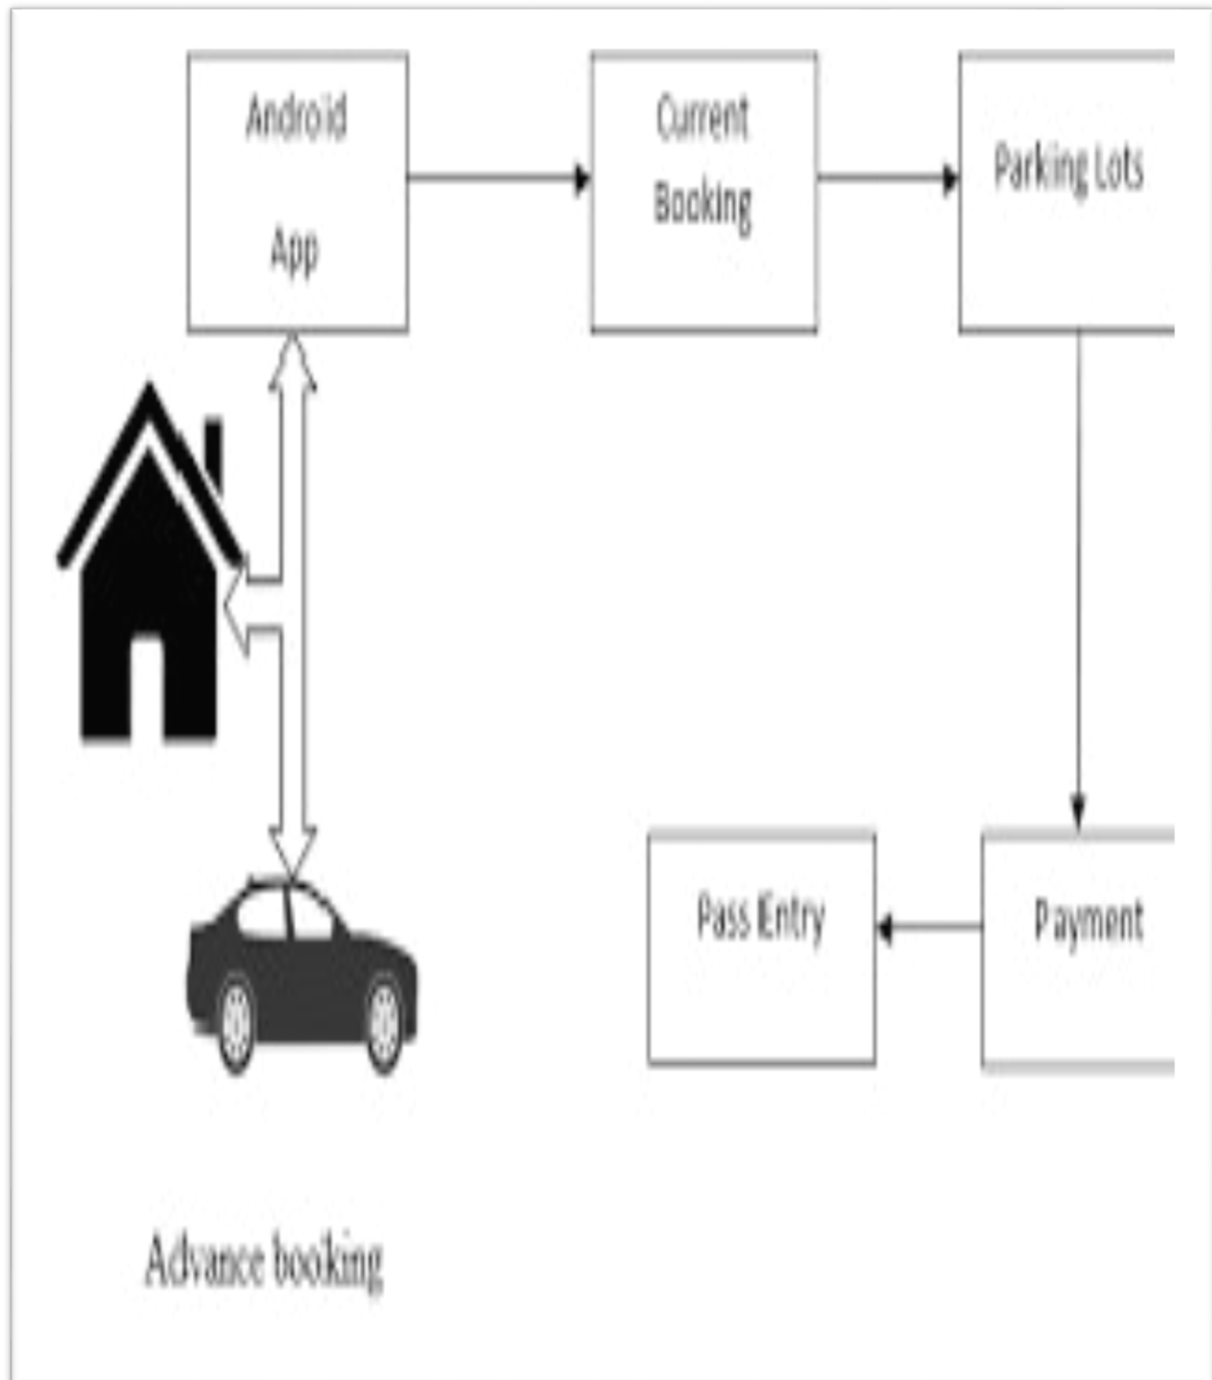 Android
App
Current
Booking
Parking Lots
Pass Entry
Payment
Advance booking